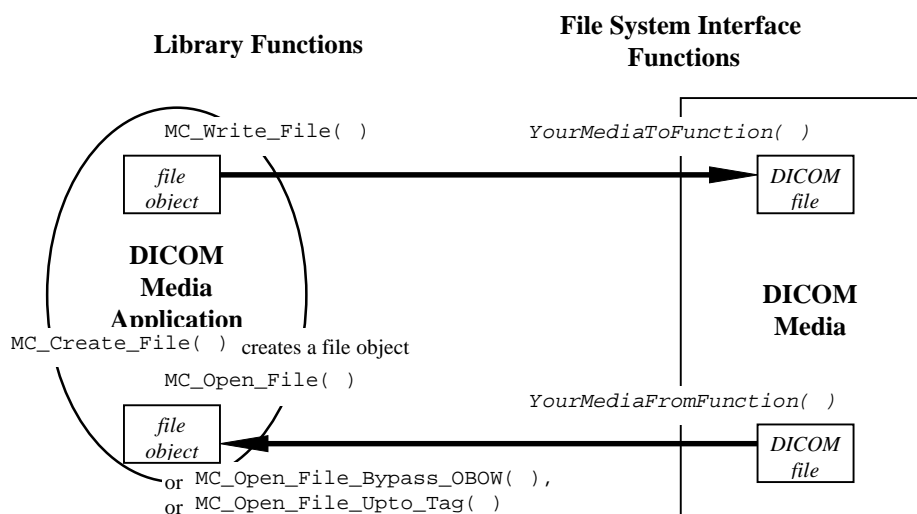 Library Functions
File System Interface
Functions
MC_Write_File( )
YourMediaToFunction( )
file
object
DICOM
file
DICOM
Media
Application
DICOM
Media
MC_Create_File( ) creates a file object
MC_Open_File( )
YourMediaFromFunction( )
file
object
DICOM
file
or MC_Open_File_Bypass_OBOW( ),
or MC_Open_File_Upto_Tag( )